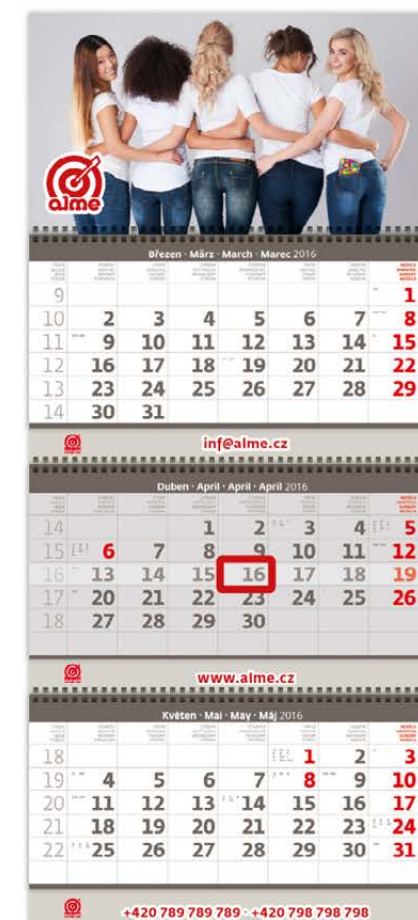 alme
Březen · März · March · Marec 2016
9 1
10 2 3 4 5 6 7 8
11 9 10 11 12 13 14 15
12 16 17 18 19 20 21 22
13 23 24 25 26 27 28 29
14 30 31
inf@alme.cz
Duben · April · April · April 2016
14 1 2 3 4 5
15 6 7 8 9 10 11 12
16 13 14 15 16 17 18 19
17 20 21 22 23 24 25 26
18 27 28 29 30
www.alme.cz
Květen · Mai · May · Máj 2016
18 1 2 3
19 4 5 6 7 8 9 10
20 11 12 13 14 15 16 17
21 18 19 20 21 22 23 24
22 25 26 27 28 29 30 31
+420 789 789 789 · +420 798 798 798